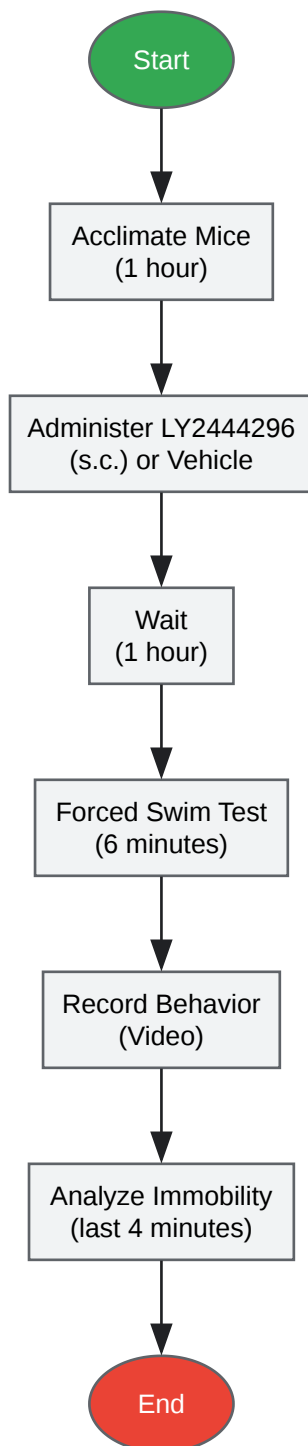 Start
Acclimate Mice
(1 hour)
Administer LY2444296
(s.c.) or Vehicle
Wait
(1 hour)
Forced Swim Test
(6 minutes)
Record Behavior
(Video)
Analyze Immobility
(last 4 minutes)
End